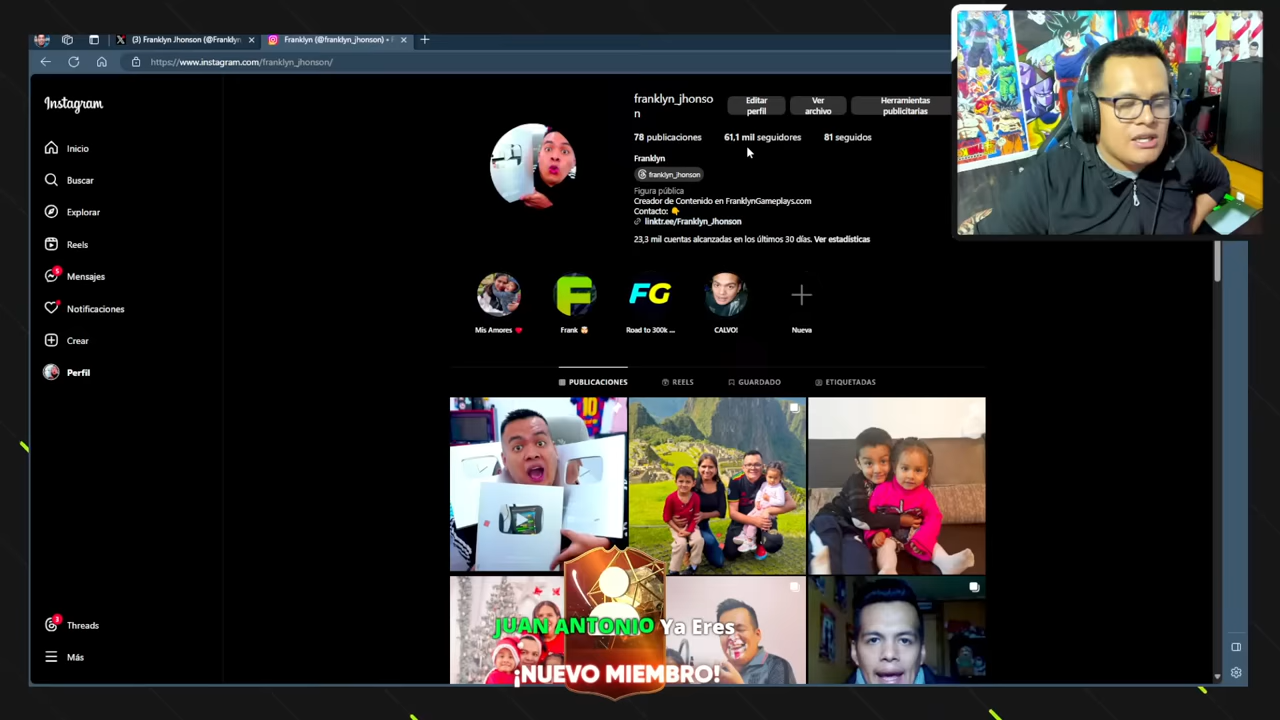 (3) Franklyn Jhonson (@Franklyn
Franklyn (@franklyn_jhonson) •
https://www.instagram.com/franklyn_jhonson/
Instagram
Inicio
Buscar
Explorar
Reels
5
Mensajes
Notificaciones
Crear
Perfil
3
Threads
Más
franklyn_jhonso
n
Editar
perfil
Ver
archivo
Herramientas
publicitarias
78 publicaciones
61,1 mil seguidores
81 seguidos
Franklyn
franklyn_jhonson
Figura pública
Creador de Contenido en FranklynGameplays.com
Contacto: 👇
linktr.ee/Franklyn_Jhonson
23,3 mil cuentas alcanzadas en los últimos 30 días. Ver estadísticas
F
FG
Mis Amores ❤️
Frank
Road to 300k ...
CALVO!
Nueva
PUBLICACIONES
REELS
GUARDADO
ETIQUETADAS
10
JUAN ANTONIO Ya Eres
¡NUEVO MIEMBRO!